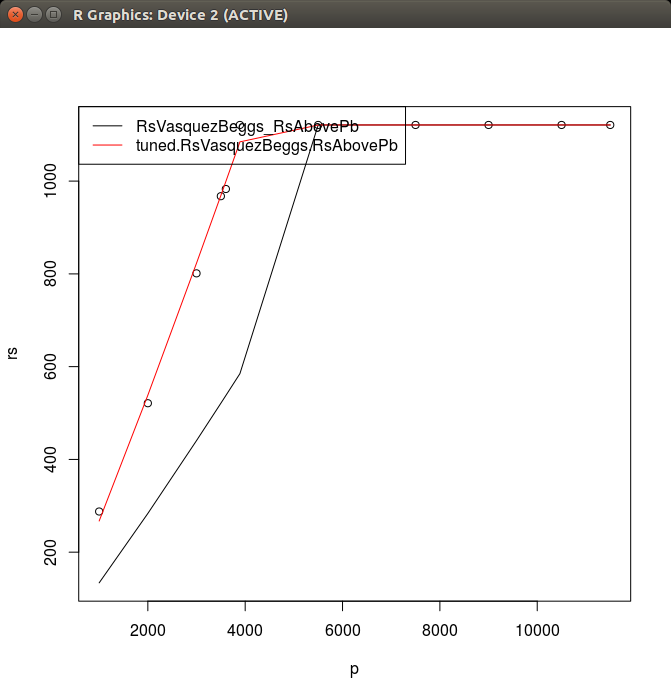 R Graphics: Device 2 (ACTIVE)
RsVasquezBeggs_RsAbovePb
tuned.RsVasquezBeggs.RsAbovePb
1000
800
600
400
200
rs
2000 4000 6000 8000 10000
p